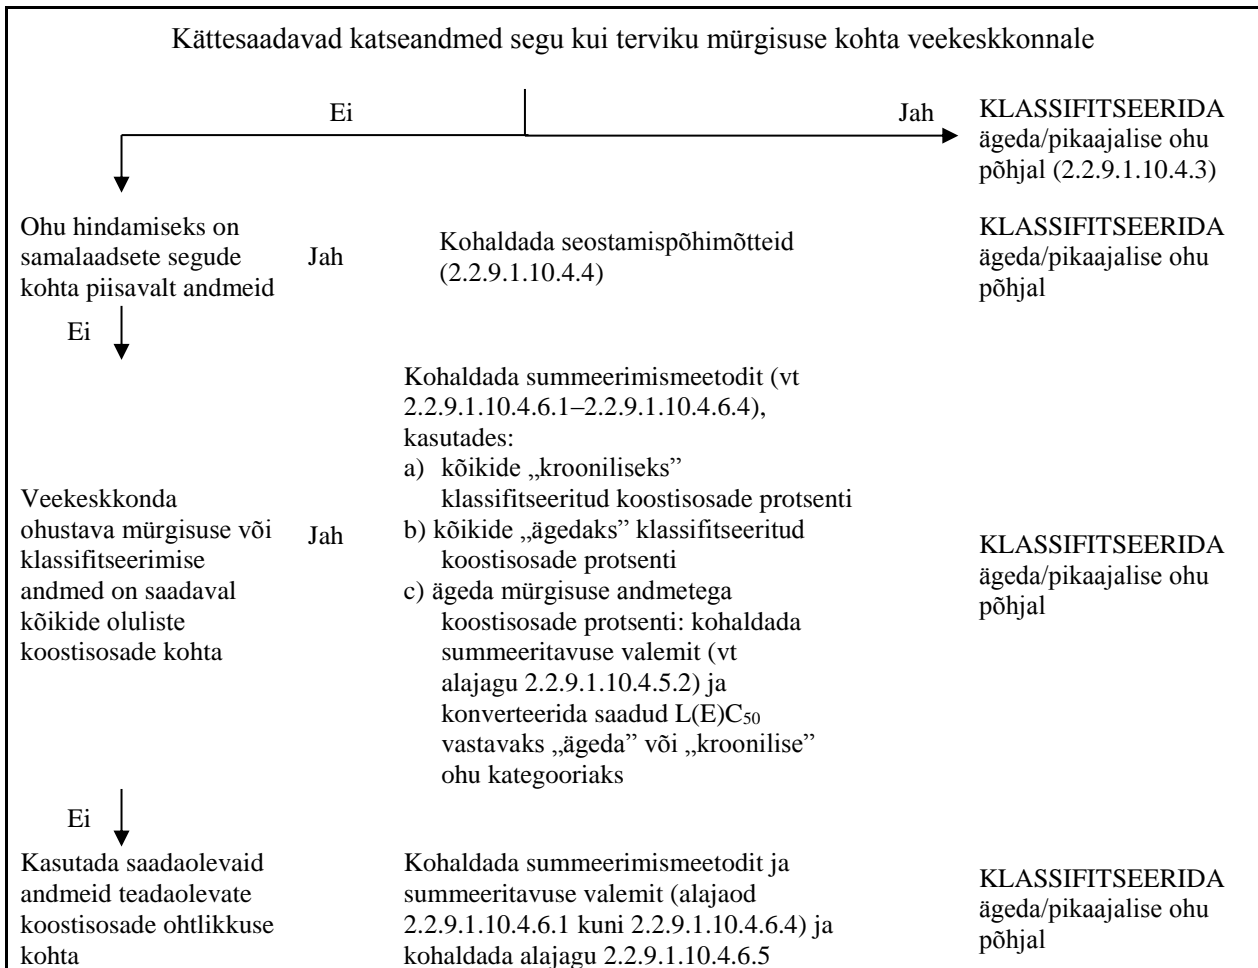 Kättesaadavad katseandmed segu kui terviku mürgisuse kohta veekeskkonnale
Ei
Jah
KLASSIFITSEERIDA
ägeda/pikaajalise ohu
põhjal (2.2.9.1.10.4.3)
Ohu hindamiseks on
samalaadsete segude
kohta piisavalt andmeid
Jah
Kohaldada seostamispõhimõtteid
(2.2.9.1.10.4.4)
KLASSIFITSEERIDA
ägeda/pikaajalise ohu
põhjal
Ei
Veekeskkonda
ohustava mürgisuse või
klassifitseerimise
andmed on saadaval
kõikide oluliste
koostisosade kohta
Jah
Kohaldada summeerimismeetodit (vt
2.2.9.1.10.4.6.1–2.2.9.1.10.4.6.4),
kasutades:
a) kõikide „krooniliseks”
klassifitseeritud koostisosade protsenti
b) kõikide „ägedaks” klassifitseeritud
koostisosade protsenti
c) ägeda mürgisuse andmetega
koostisosade protsenti: kohaldada
summeeritavuse valemit (vt
alajagu 2.2.9.1.10.4.5.2) ja
konverteerida saadud L(E)C₅₀
vastavaks „ägeda” või „kroonilise”
ohu kategooriaks
KLASSIFITSEERIDA
ägeda/pikaajalise ohu
põhjal
Ei
Kasutada saadaolevaid
andmeid teadaolevate
koostisosade ohtlikkuse
kohta
Kohaldada summeerimismeetodit ja
summeeritavuse valemit (alajaod
2.2.9.1.10.4.6.1 kuni 2.2.9.1.10.4.6.4) ja
kohaldada alajagu 2.2.9.1.10.4.6.5
KLASSIFITSEERIDA
ägeda/pikaajalise ohu
põhjal